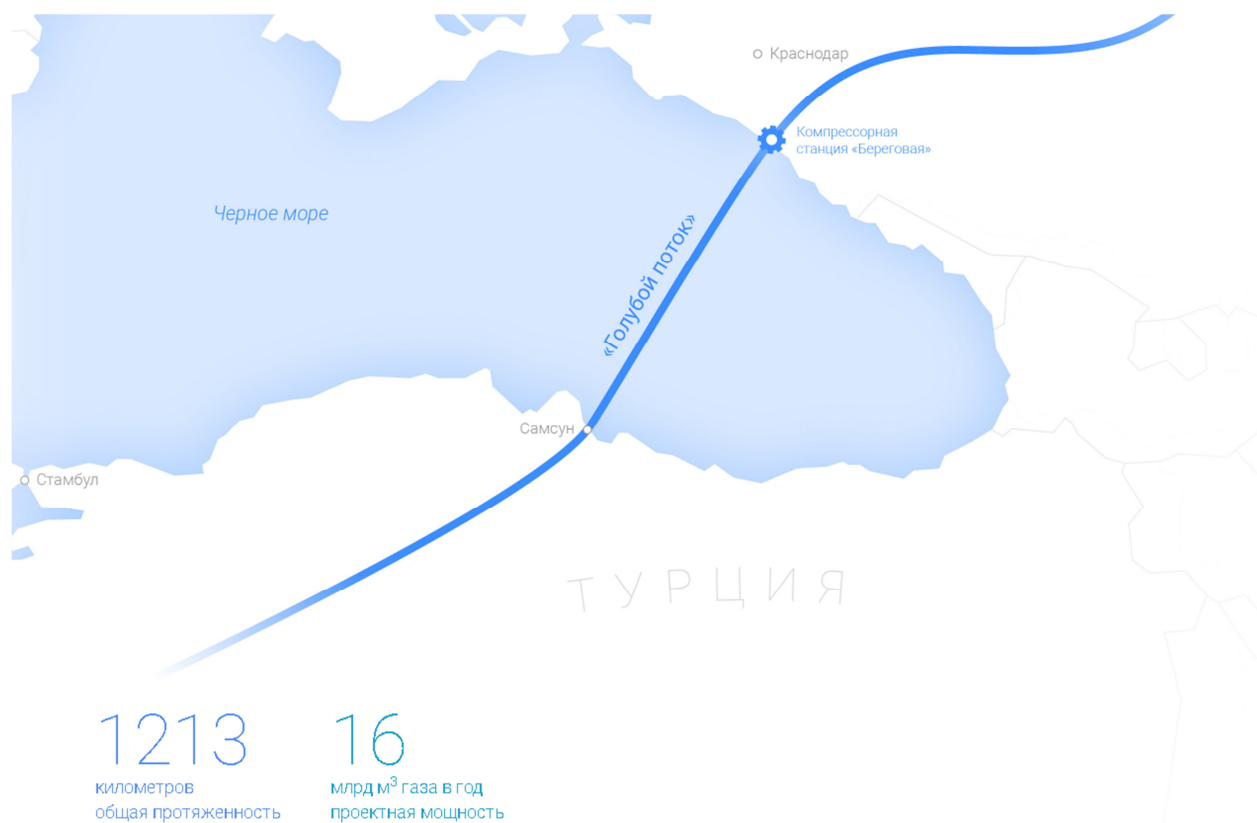 Краснодар
Компрессорная
станция «Береговая»
Черное море
«Голубой поток»
Самсун
Стамбул
ТУРЦИЯ
1213
километров
общая протяженность
16
млрд м³ газа в год
проектная мощность